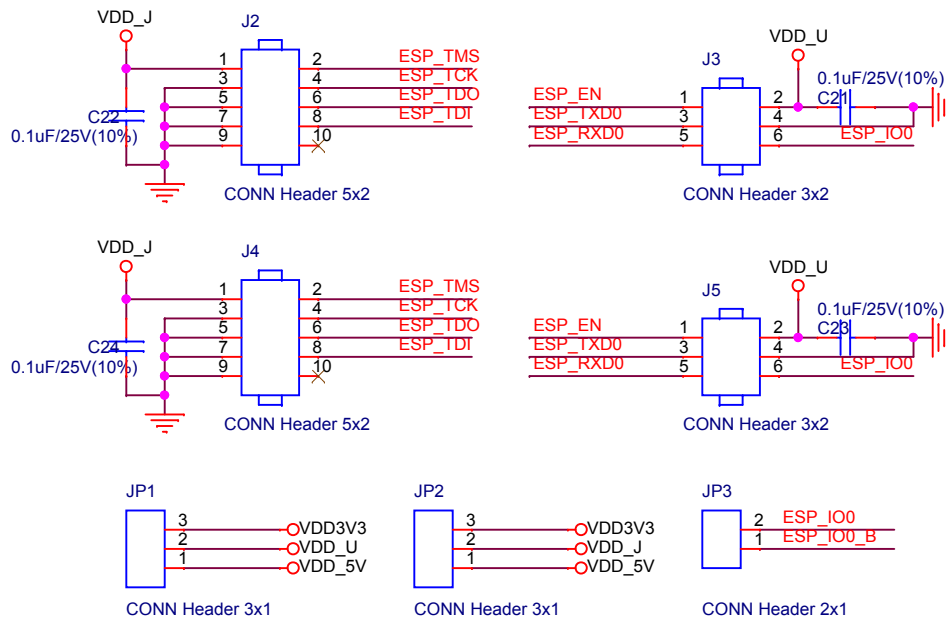 VDD_J
J2
1 2 ESP_TMS
3 4 ESP_TCK
5 6 ESP_TDO
7 8 ESP_TDI
9 10
C22
0.1uF/25V(10%)
CONN Header 5x2
VDD_U
J3
0.1uF/25V(10%)
C21
ESP_EN 1 2
ESP_TXD0 3 4
ESP_RXD0 5 6 ESP_IO0
CONN Header 3x2
VDD_J
J4
1 2 ESP_TMS
3 4 ESP_TCK
5 6 ESP_TDO
7 8 ESP_TDI
9 10
C24
0.1uF/25V(10%)
CONN Header 5x2
VDD_U
J5
0.1uF/25V(10%)
C23
ESP_EN 1 2
ESP_TXD0 3 4
ESP_RXD0 5 6 ESP_IO0
CONN Header 3x2
JP1
3 VDD3V3
2 VDD_U
1 VDD_5V
CONN Header 3x1
JP2
3 VDD3V3
2 VDD_J
1 VDD_5V
CONN Header 3x1
JP3
2 ESP_IO0
1 ESP_IO0_B
CONN Header 2x1